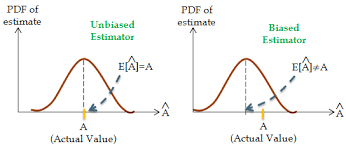 PDF of
estimate
Unbiased
Estimator
E[Â]=A
Â
A
(Actual Value)
PDF of
estimate
Biased
Estimator
E[Â]≠A
Â
A
(Actual Value)